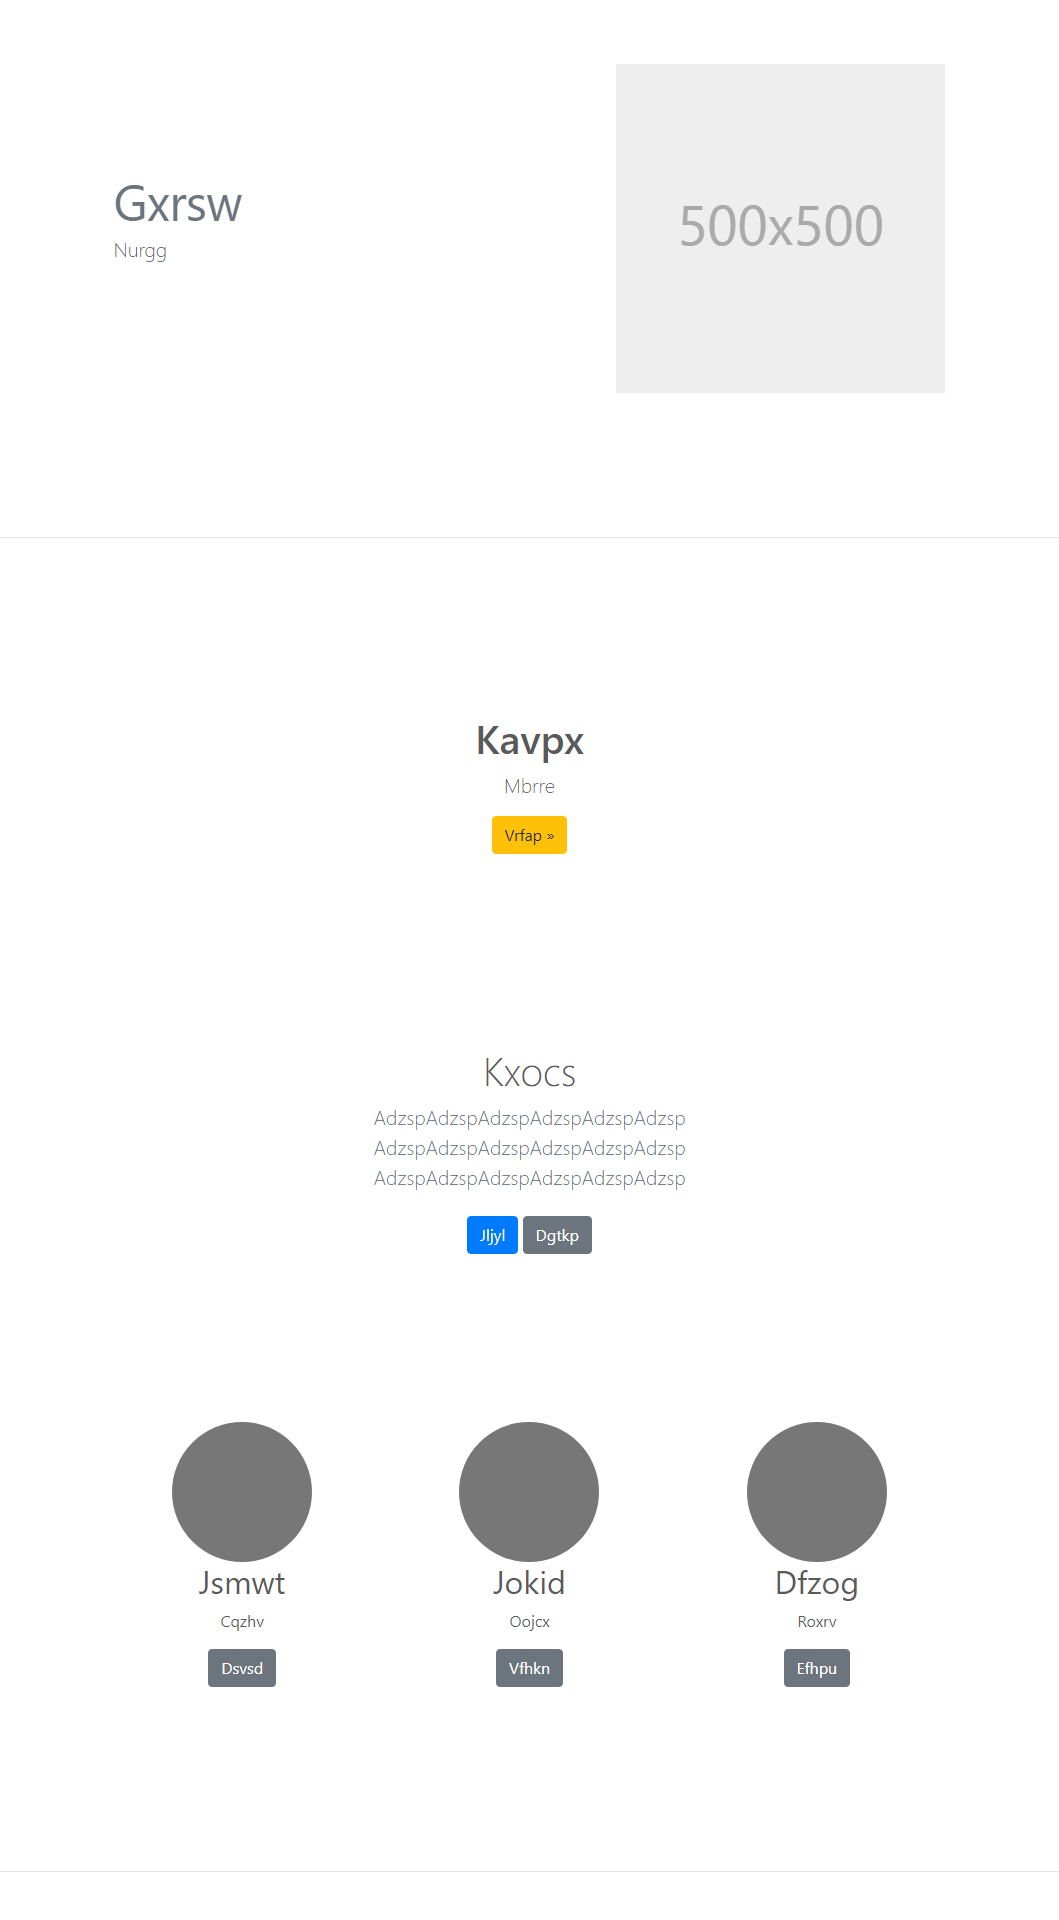 Gxrsw
Nurgg
500x500
Kavpx
Mbrre
Vrfap »
Kxocs
AdzspAdzspAdzspAdzspAdzspAdzsp
AdzspAdzspAdzspAdzspAdzspAdzsp
AdzspAdzspAdzspAdzspAdzspAdzsp
Jljyl Dgtkp
Jsmwt Jokid Dfzog
Cqzhv Oojcx Roxrv
Dsvsd Vfhkn Efhpu